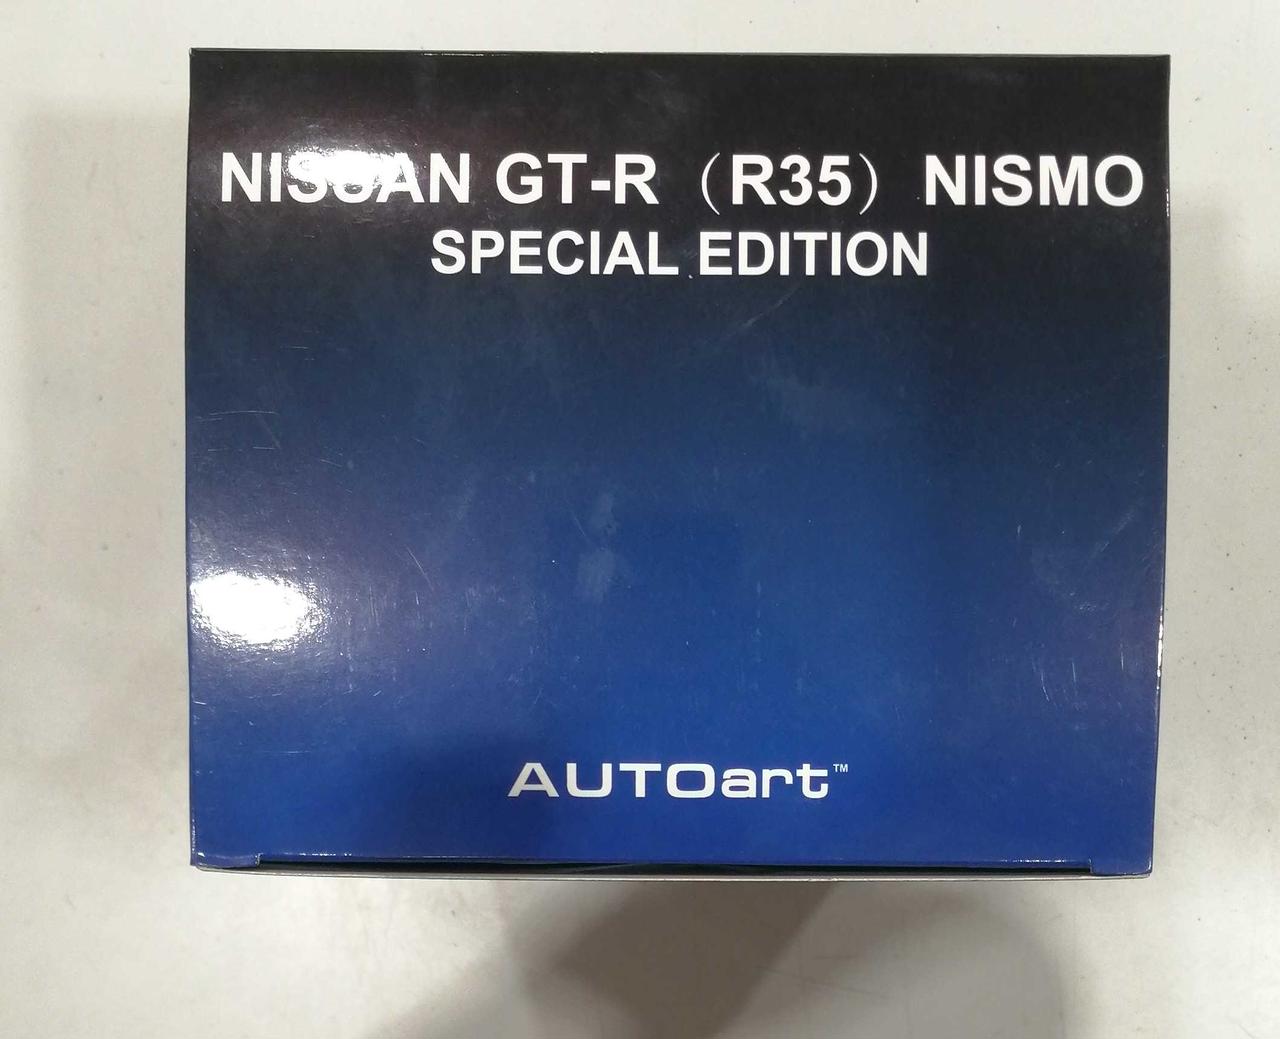 NISSAN GT-R（R35）NISMO
SPECIAL EDITION
AUTOart™